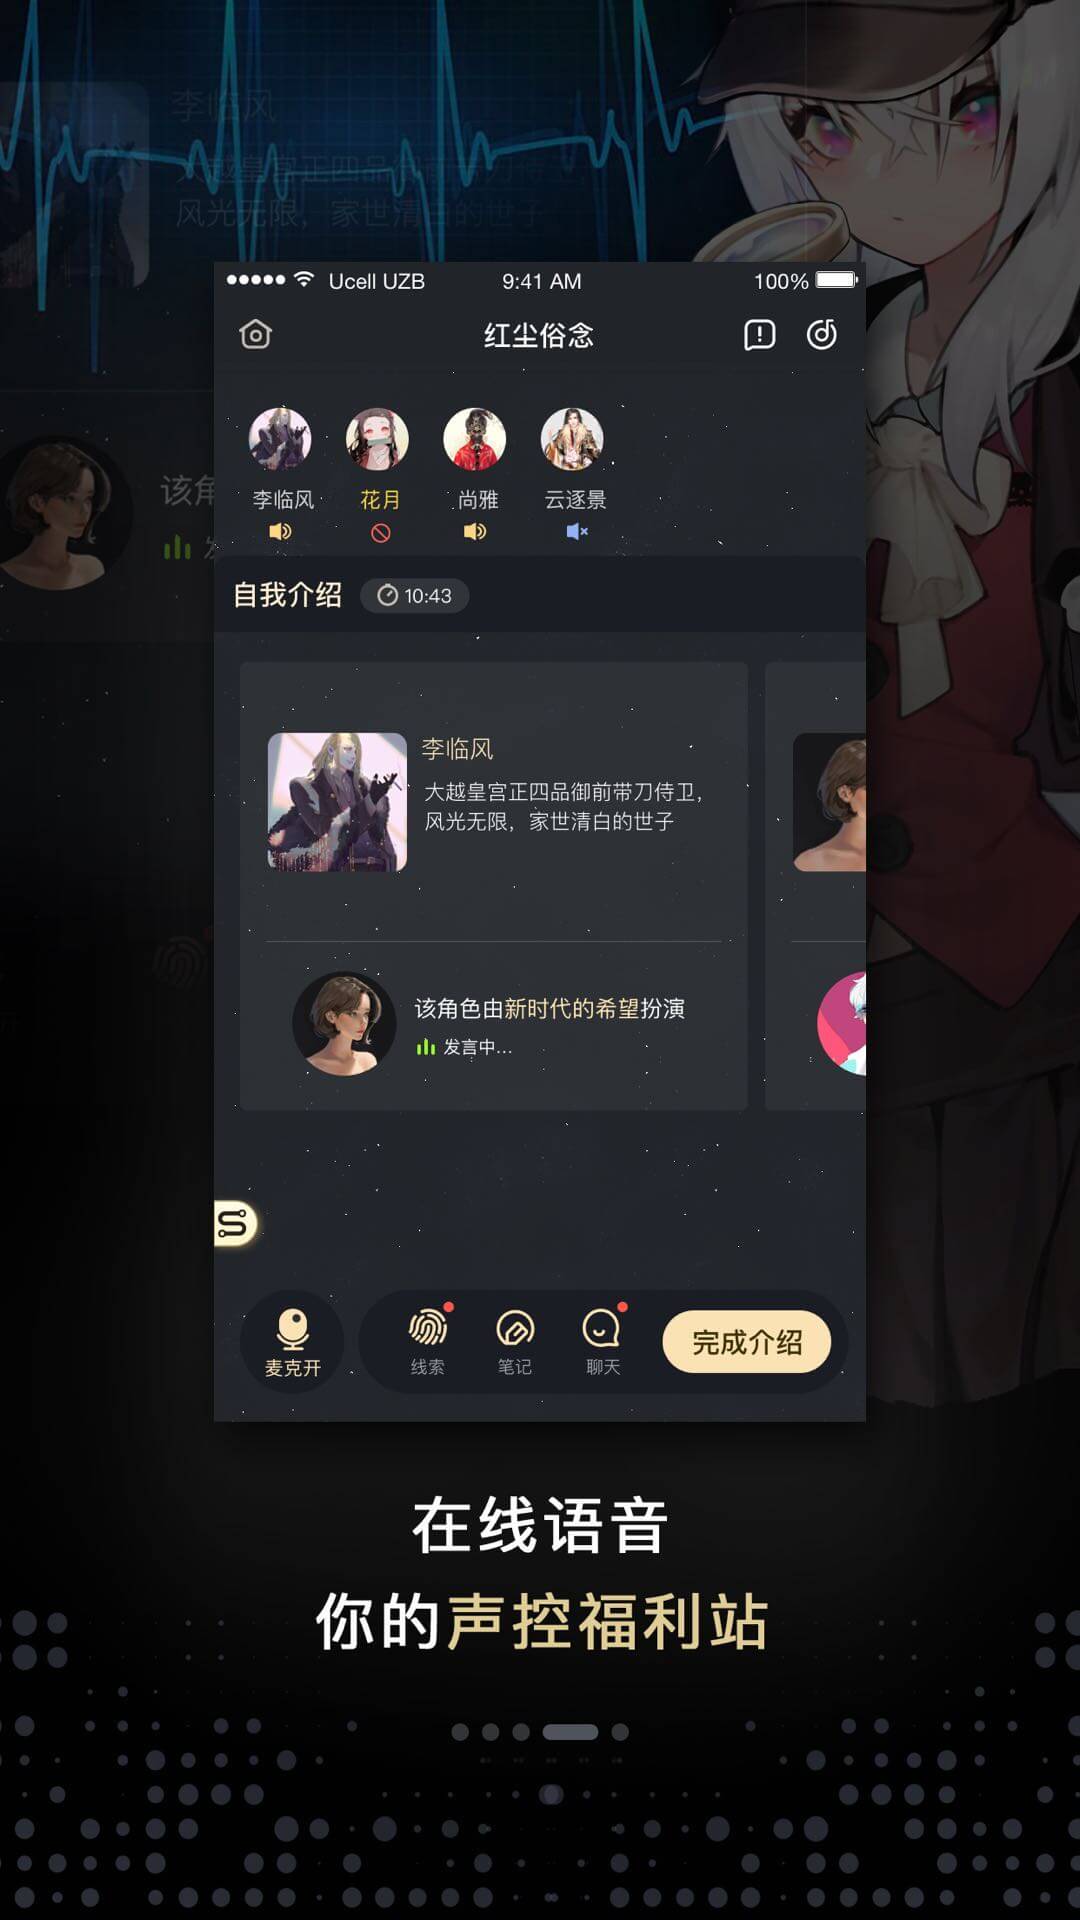 李临风
大越皇宫正四品御前带刀侍卫，
风光无限，家世清白的世子
Ucell UZB 9:41 AM 100%
红尘俗念
李临风 花月 尚雅 云逐景
该角
自我介绍 10:43
李临风
大越皇宫正四品御前带刀侍卫，
风光无限，家世清白的世子
该角色由新时代的希望扮演
发言中...
麦克开 线索 笔记 聊天 完成介绍
在线语音
你的声控福利站